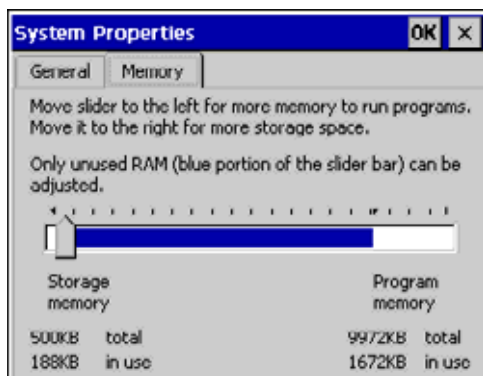 System Properties OK ×
General Memory
Move slider to the left for more memory to run programs.
Move it to the right for more storage space.
Only unused RAM (blue portion of the slider bar) can be
adjusted.
Storage Program
memory memory
500KB total 9972KB total
188KB in use 1672KB in use